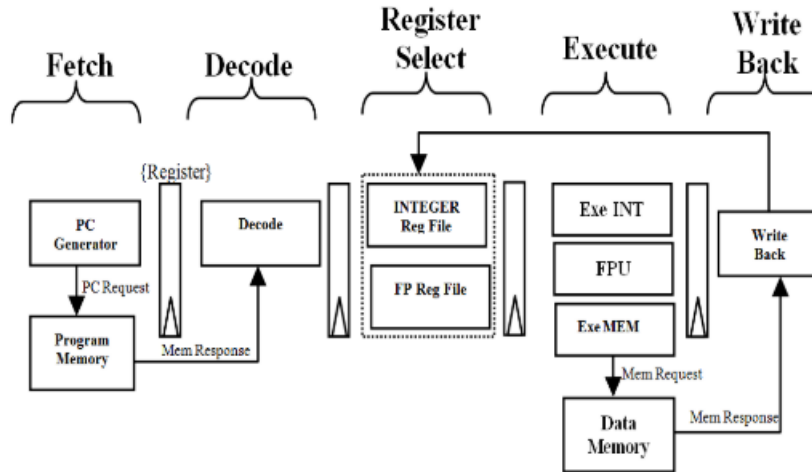 Fetch
Decode
Register
Select
Execute
Write
Back
{Register}
PC
Generator
PC Request
Program
Memory
Mem Response
Decode
INTEGER
Reg File
FP Reg File
Exe INT
FPU
Exe MEM
Mem Request
Data
Memory
Mem Response
Write
Back